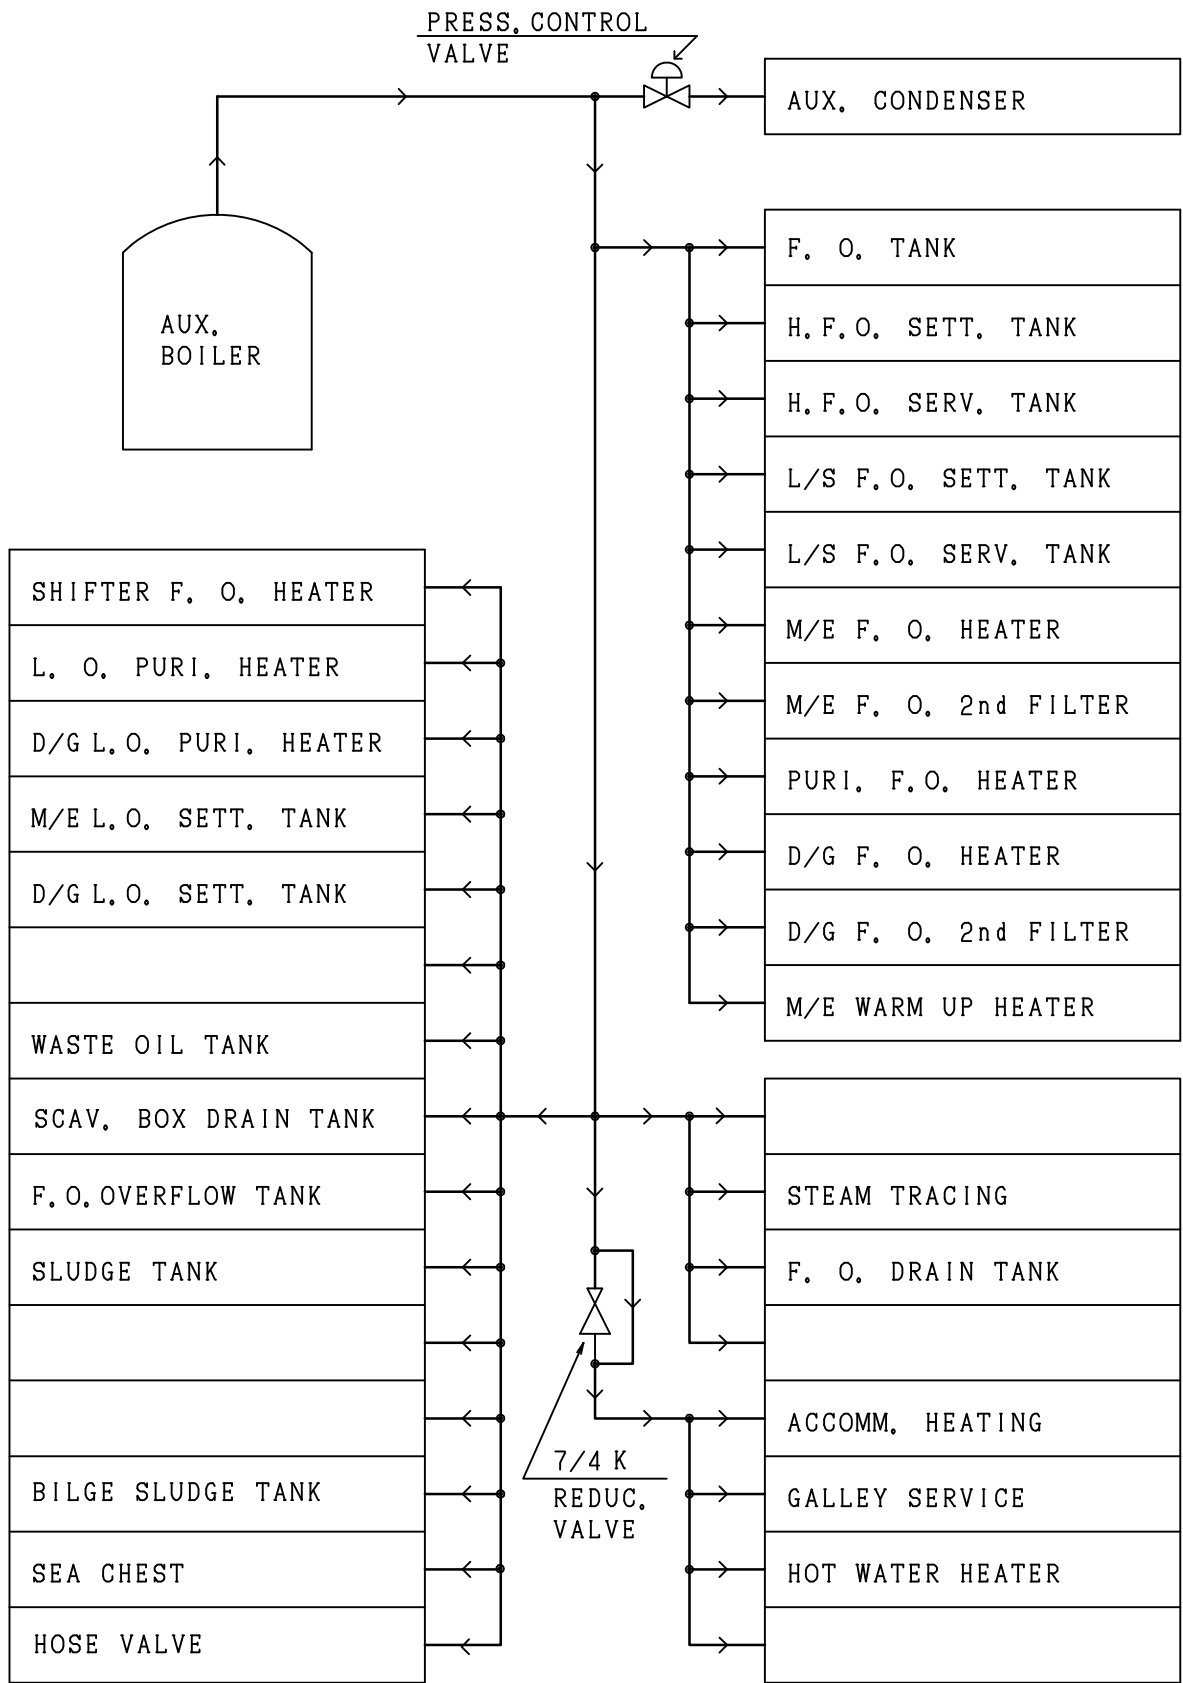 PRESS. CONTROL
VALVE
AUX. CONDENSER
AUX.
BOILER
F. O. TANK
H.F.O. SETT. TANK
H.F.O. SERV. TANK
L/S F.O. SETT. TANK
L/S F.O. SERV. TANK
M/E F. O. HEATER
M/E F. O. 2nd FILTER
PURI. F.O. HEATER
D/G F. O. HEATER
D/G F. O. 2nd FILTER
M/E WARM UP HEATER
SHIFTER F. O. HEATER
L. O. PURI. HEATER
D/G L.O. PURI. HEATER
M/E L.O. SETT. TANK
D/G L.O. SETT. TANK
WASTE OIL TANK
SCAV. BOX DRAIN TANK
F.O.OVERFLOW TANK
SLUDGE TANK
BILGE SLUDGE TANK
SEA CHEST
HOSE VALVE
STEAM TRACING
F. O. DRAIN TANK
ACCOMM. HEATING
GALLEY SERVICE
HOT WATER HEATER
7/4 K
REDUC.
VALVE